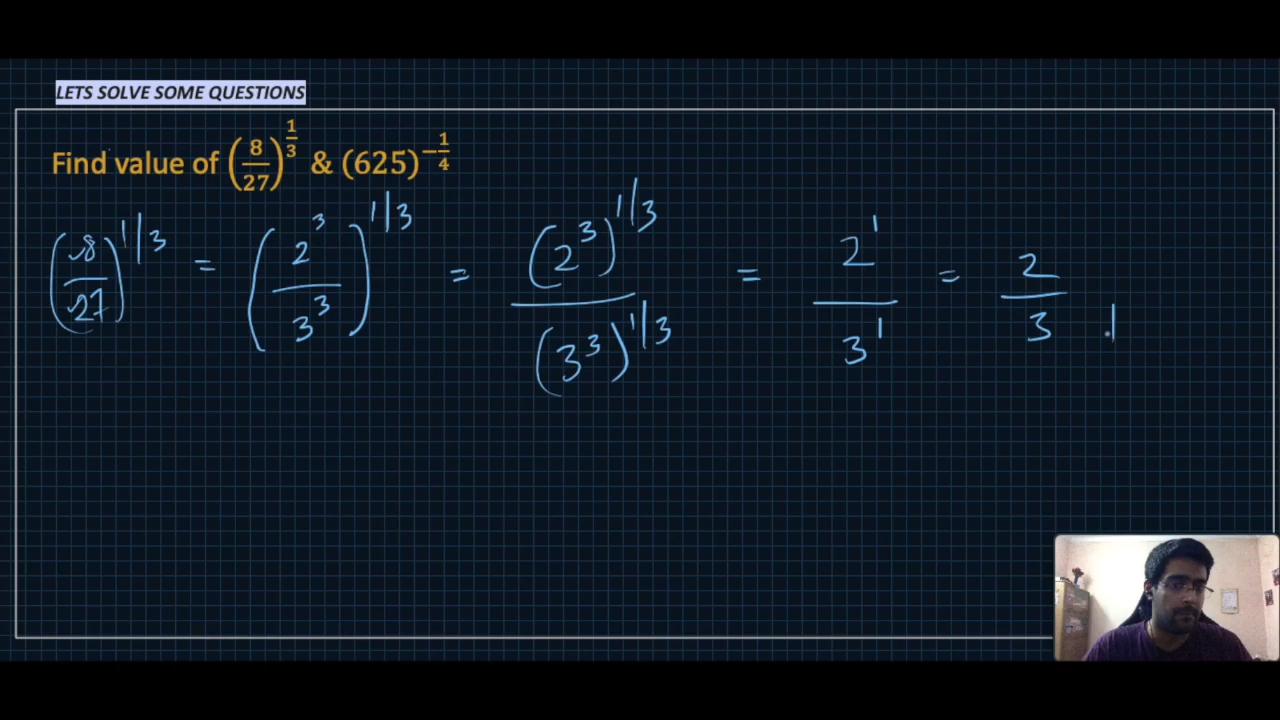 LETS SOLVE SOME QUESTIONS
Find value of (8/27)^(1/3) & (625)^(-1/4)
(8/27)^(1/3) = (2^3/3^3)^(1/3) = (2^3)^(1/3)/(3^3)^(1/3) = 2^1/3^1 = 2/3